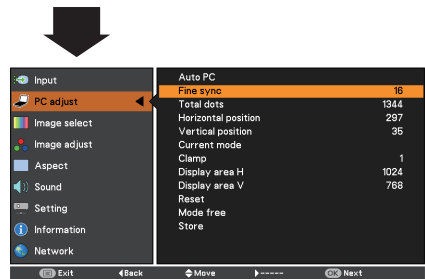 Input
PC adjust
Image select
Image adjust
Aspect
Sound
Setting
Information
Network
Auto PC
Fine sync 16
Total dots 1344
Horizontal position 297
Vertical position 35
Current mode
Clamp 1
Display area H 1024
Display area V 768
Reset
Mode free
Store
Exit Back Move ----- OK Next